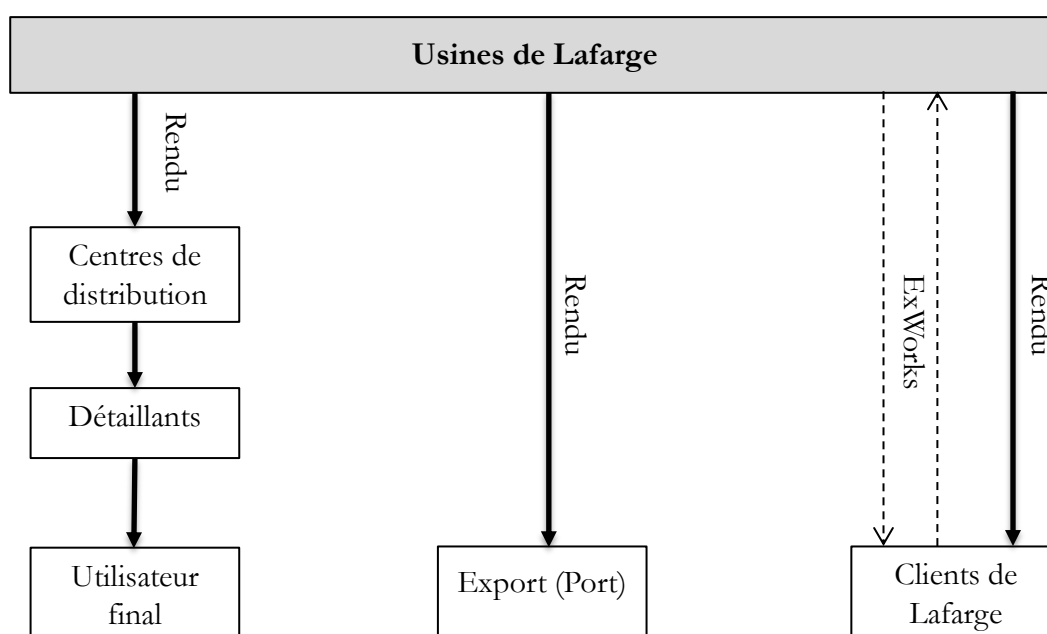 Usines de Lafarge
Rendu
Centres de
distribution
Rendu
ExWorks
Rendu
Détaillants
Utilisateur
final
Export (Port)
Clients de
Lafarge